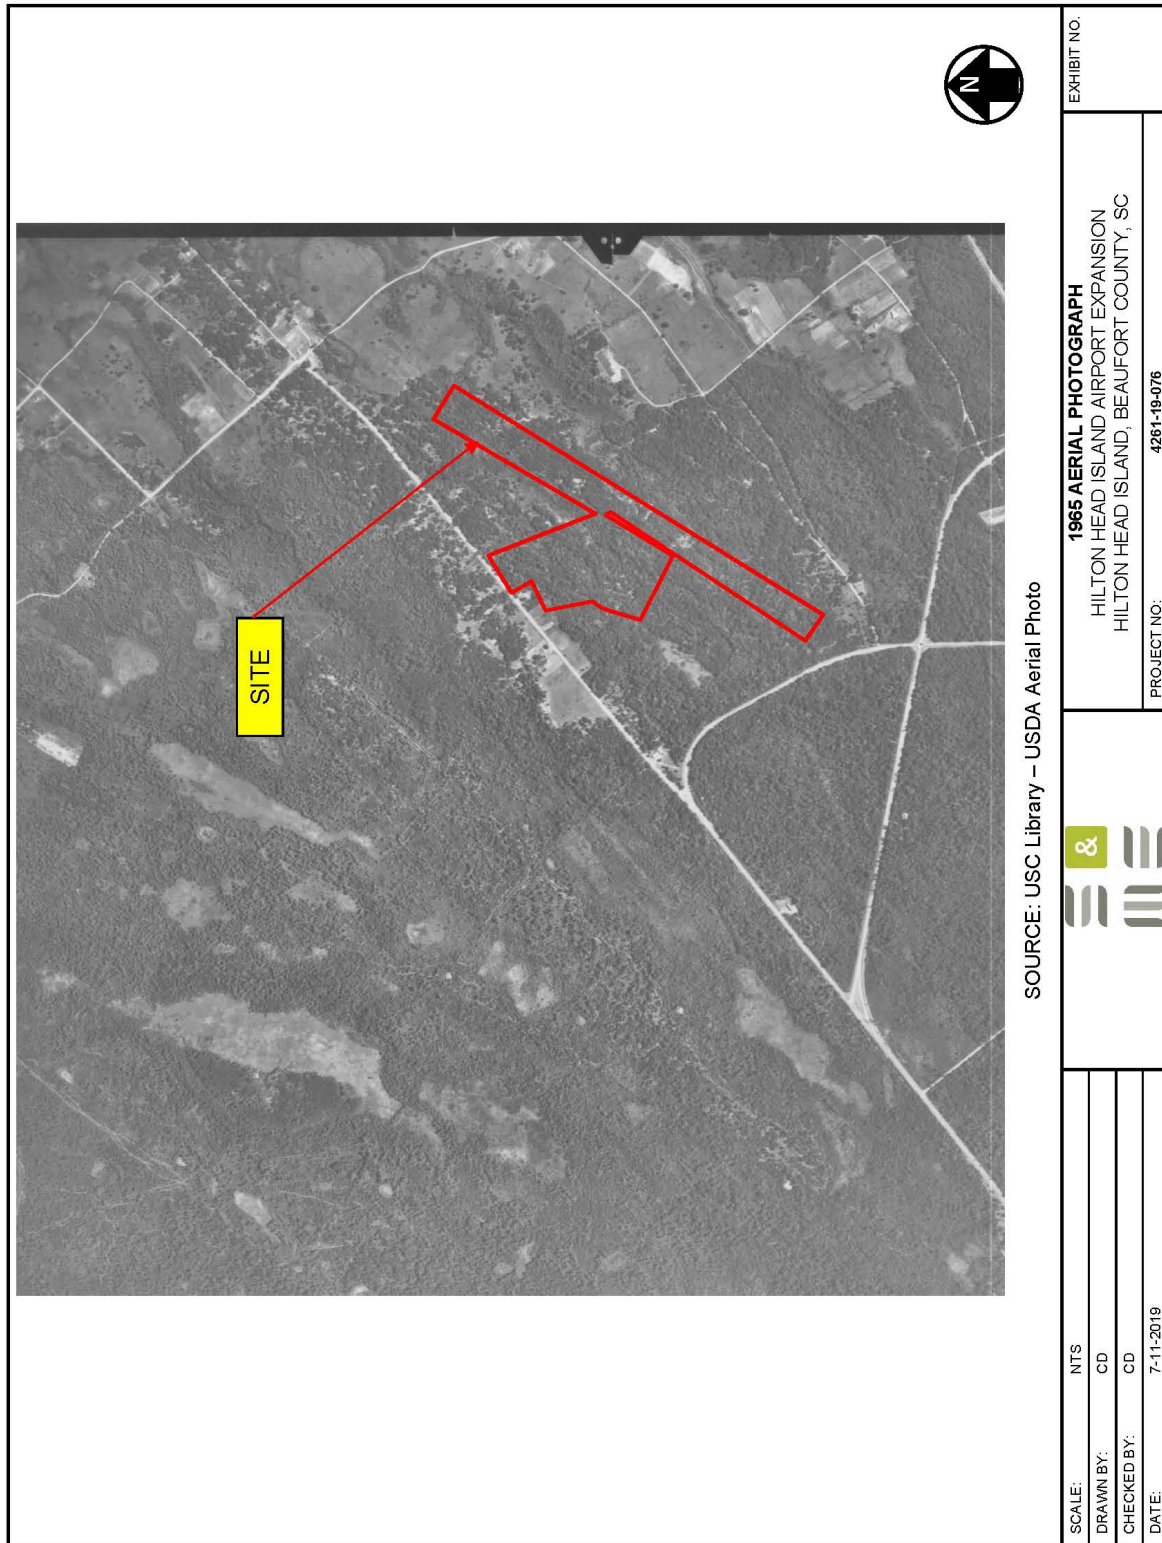 N
SITE
SOURCE: USC Library – USDA Aerial Photo
SCALE: NTS
DRAWN BY: CD
CHECKED BY: CD
DATE: 7-11-2019
&
1965 AERIAL PHOTOGRAPH
HILTON HEAD ISLAND AIRPORT EXPANSION
HILTON HEAD ISLAND, BEAUFORT COUNTY, SC
PROJECT NO: 4261-19-076
EXHIBIT NO.